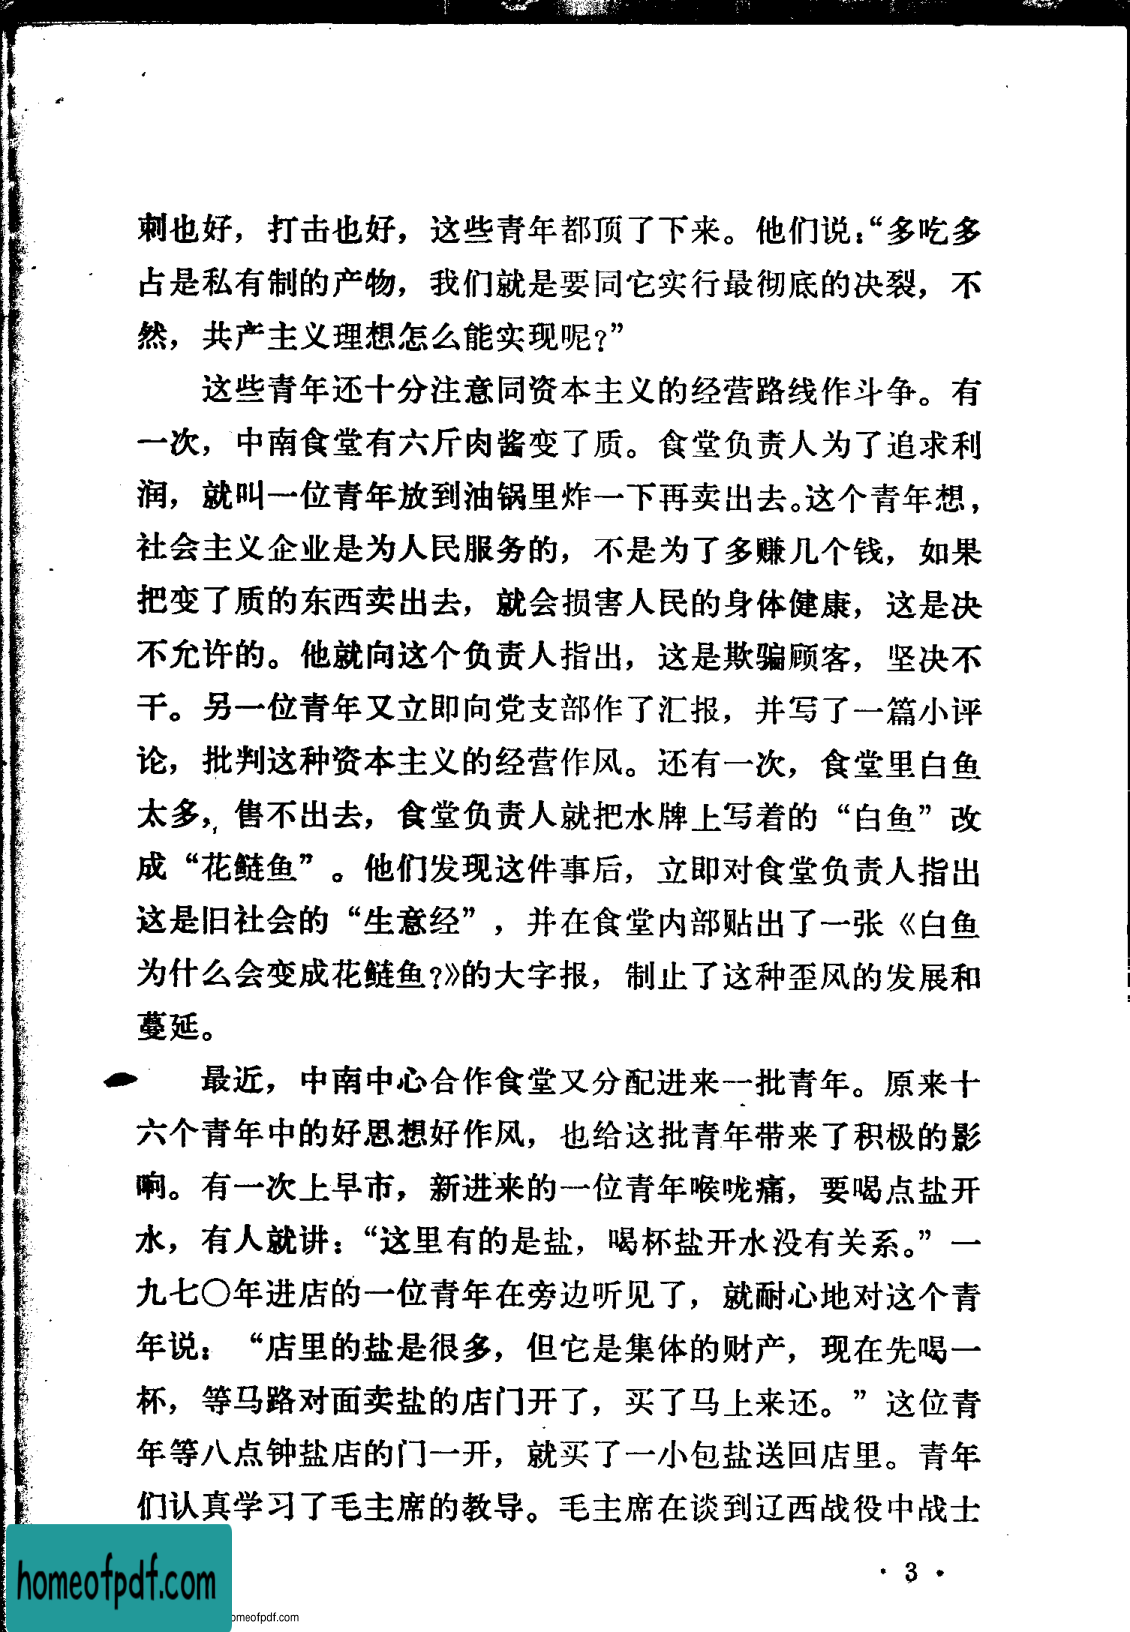 刺也好，打击也好，这些青年都顶了下来。他们说：“多吃多
占是私有制的产物，我们就是要同它实行最彻底的决裂，不
然，共产主义理想怎么能实现呢？”
这些青年还十分注意同资本主义的经营路线作斗争。有
一次，中南食堂有六斤肉酱变了质。食堂负责人为了追求利
润，就叫一位青年放到油锅里炸一下再卖出去。这个青年想，
社会主义企业是为人民服务的，不是为了多赚几个钱，如果
把变了质的东西卖出去，就会损害人民的身体健康，这是决
不允许的。他就向这个负责人指出，这是欺骗顾客，坚决不
干。另一位青年又立即向党支部作了汇报，并写了一篇小评
论，批判这种资本主义的经营作风。还有一次，食堂里白鱼
太多，售不出去，食堂负责人就把水牌上写着的“白鱼”改
成“花鲢鱼”。他们发现这件事后，立即对食堂负责人指出
这是旧社会的“生意经”，并在食堂内部贴出了一张《白鱼
为什么会变成花鲢鱼？》的大字报，制止了这种歪风的发展和
蔓延。
最近，中南中心合作食堂又分配进来一批青年。原来十
六个青年中的好思想好作风，也给这批青年带来了积极的影
响。有一次上早市，新进来的一位青年喉咙痛，要喝点盐开
水，有人就讲：“这里有的是盐，喝杯盐开水没有关系。”一
九七〇年进店的一位青年在旁边听见了，就耐心地对这个青
年说：“店里的盐是很多，但它是集体的财产，现在先喝一
杯，等马路对面卖盐的店门开了，买了马上来还。”这位青
年等八点钟盐店的门一开，就买了一小包盐送回店里。青年
们认真学习了毛主席的教导。毛主席在谈到辽西战役中战士
· 3 ·
homeofpdf.com
omeofpdf.com